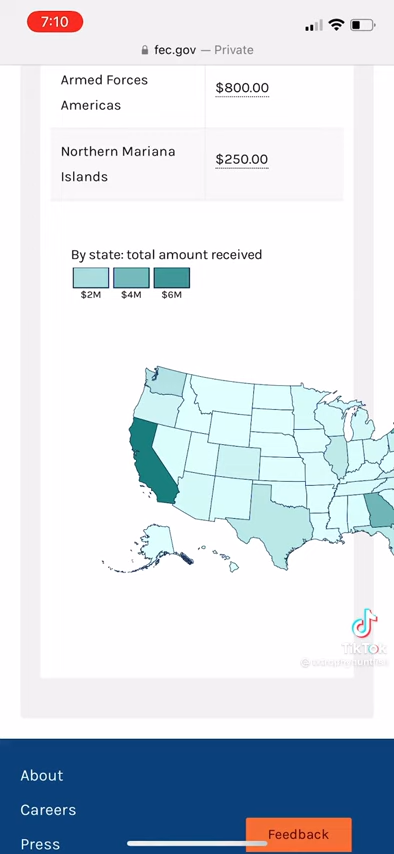 7:10
fec.gov — Private
Armed Forces
Americas
$800.00
Northern Mariana
Islands
$250.00
By state: total amount received
$2M $4M $6M
TikTok
About
Careers
Press
Feedback